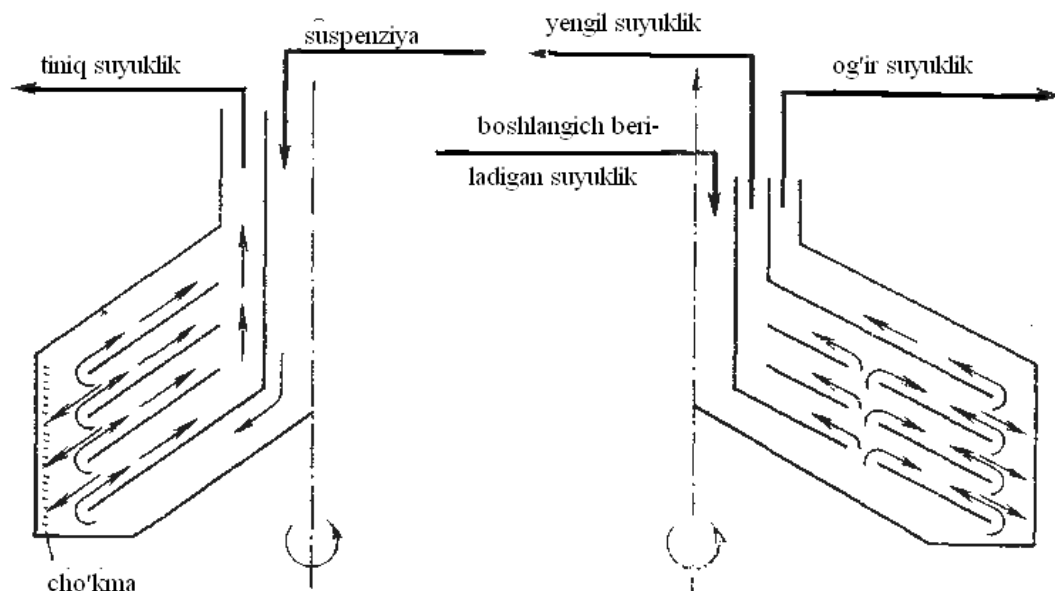 suspenziya
yengil suyuklik
tiniq suyuklik
og'ir suyuklik
boshlangich beri-
ladigan suyuklik
cho'kma